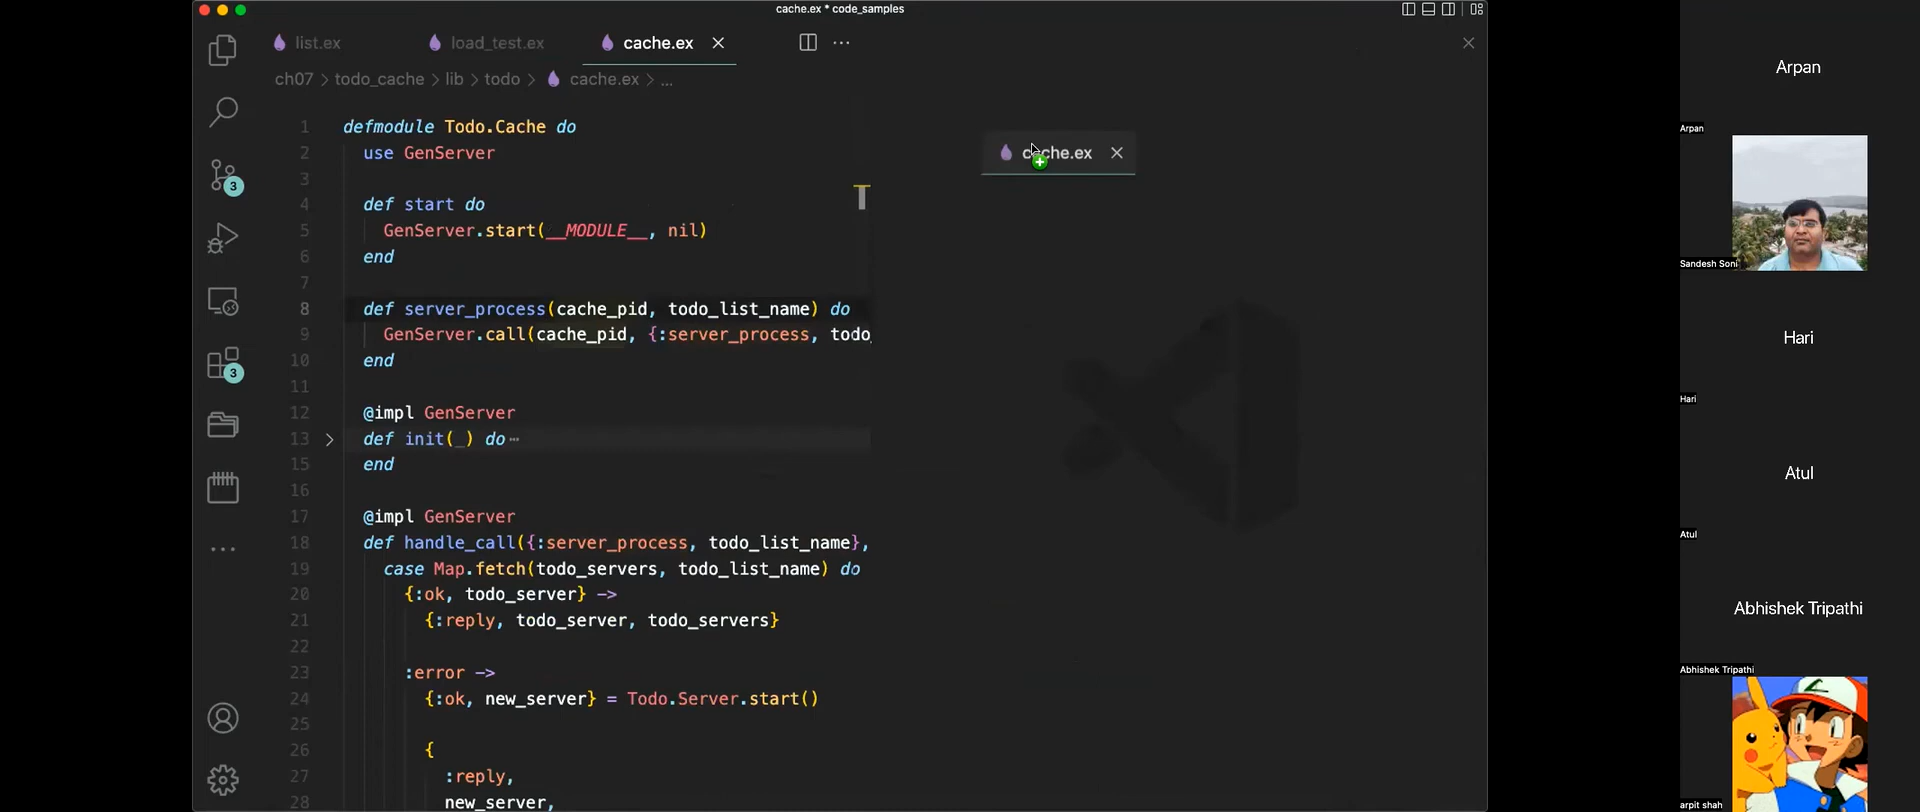 cache.ex * code_samples
list.ex
load_test.ex
cache.ex
ch07 > todo_cache > lib > todo > cache.ex > ...
1 defmodule Todo.Cache do
2 use GenServer
3
4 def start do
5 GenServer.start(__MODULE__, nil)
6 end
7
8 def server_process(cache_pid, todo_list_name) do
9 GenServer.call(cache_pid, {:server_process, todo_
10 end
11
12 @impl GenServer
13 def init(_) do ⋯
15 end
16
17 @impl GenServer
18 def handle_call({:server_process, todo_list_name},
19 case Map.fetch(todo_servers, todo_list_name) do
20 {:ok, todo_server} ->
21 {:reply, todo_server, todo_servers}
22
23 :error ->
24 {:ok, new_server} = Todo.Server.start()
25
26 {
27 :reply,
28 new_server,
cache.ex
3
3
Arpan
Arpan
Sandesh Soni
Hari
Hari
Atul
Atul
Abhishek Tripathi
Abhishek Tripathi
arpit shah